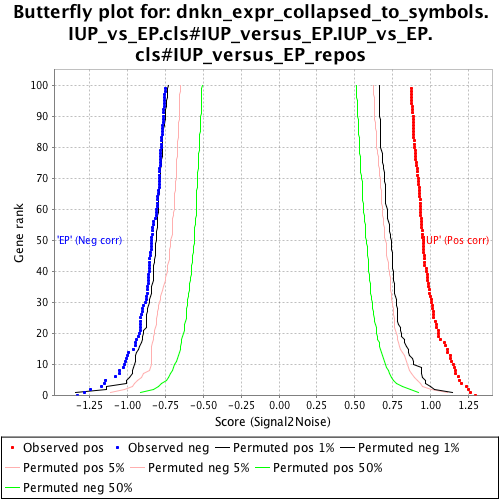 Butterfly plot for: dnkn_expr_collapsed_to_symbols.
IUP_vs_EP.cls#IUP_versus_EP.IUP_vs_EP.
cls#IUP_versus_EP_repos
100
90
80
70
60
50
40
30
20
10
0
Gene rank
'EP' (Neg corr)
'IUP' (Pos corr)
-1.25 -1.00 -0.75 -0.50 -0.25 0.00 0.25 0.50 0.75 1.00 1.25
Score (Signal2Noise)
Observed pos Observed neg Permuted pos 1% Permuted neg 1%
Permuted pos 5% Permuted neg 5% Permuted pos 50%
Permuted neg 50%